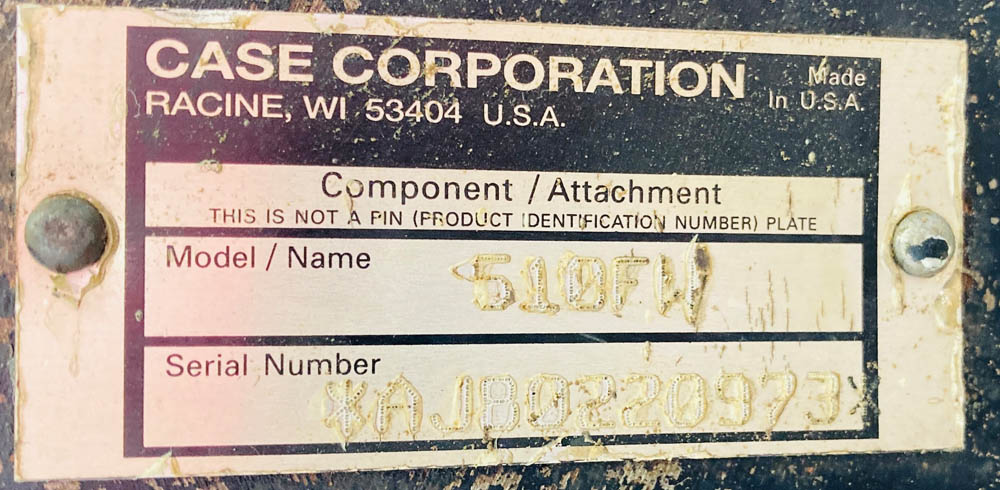 CASE CORPORATION
RACINE, WI 53404 U.S.A.
Made
In U.S.A.
Component / Attachment
THIS IS NOT A PIN (PRODUCT IDENTIFICATION NUMBER) PLATE
Model / Name
510FW
Serial Number
*AJB0220973